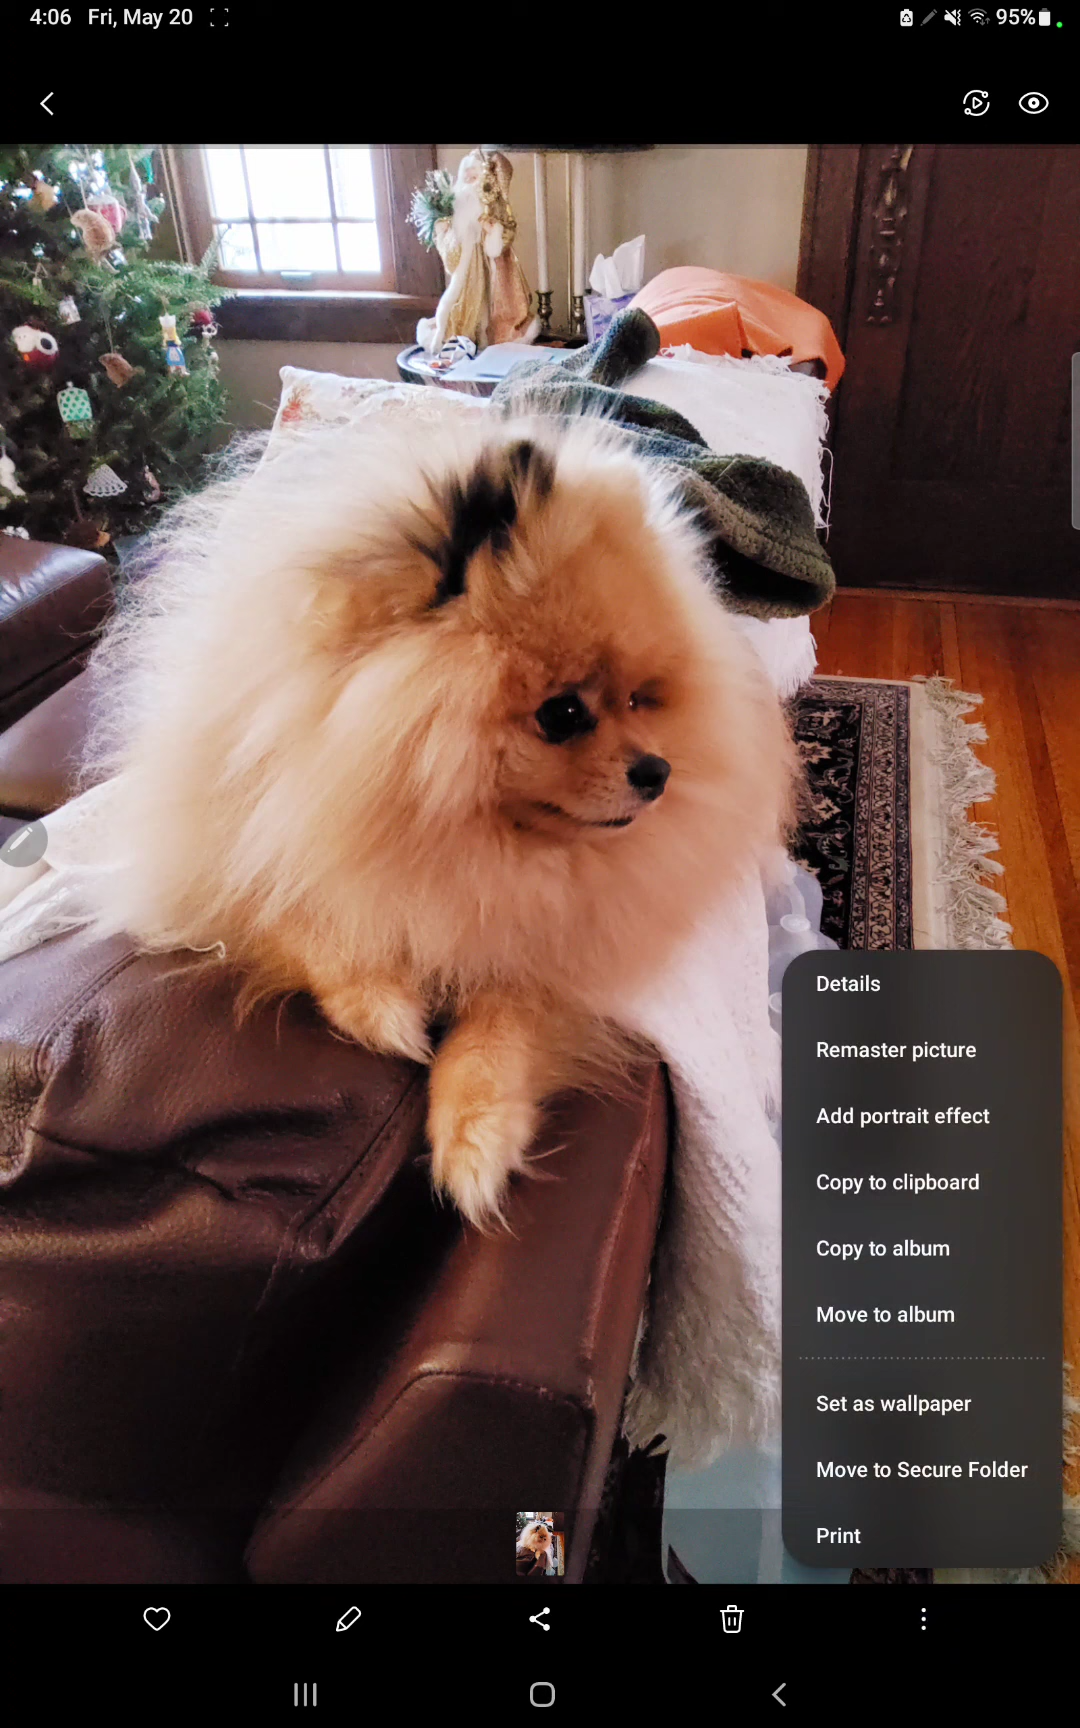 4:06 Fri, May 20 95%
Details
Remaster picture
Add portrait effect
Copy to clipboard
Copy to album
Move to album
Set as wallpaper
Move to Secure Folder
Print